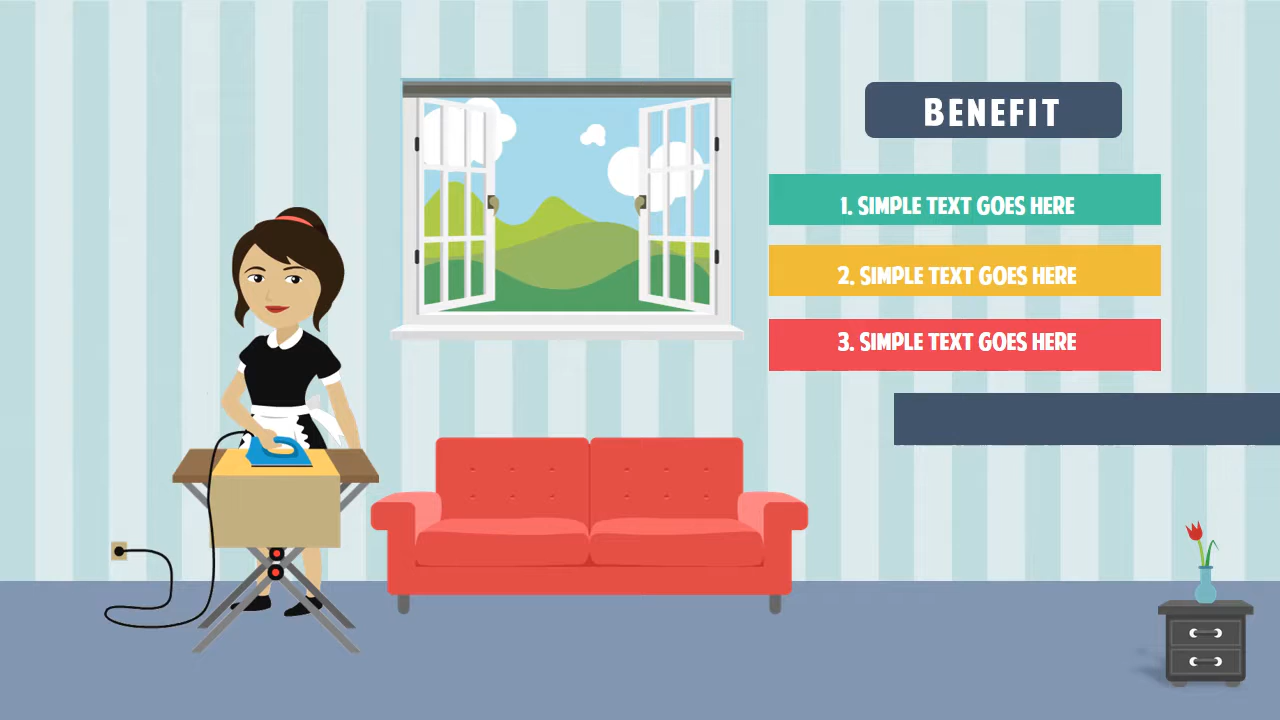 BENEFIT
1. SIMPLE TEXT GOES HERE
2. SIMPLE TEXT GOES HERE
3. SIMPLE TEXT GOES HERE